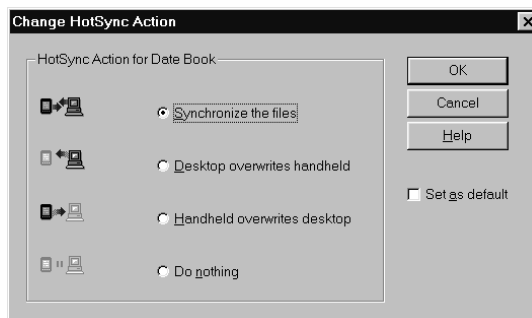 Change HotSync Action
HotSync Action for Date Book
Synchronize the files
Desktop overwrites handheld
Handheld overwrites desktop
Do nothing
OK
Cancel
Help
Set as default